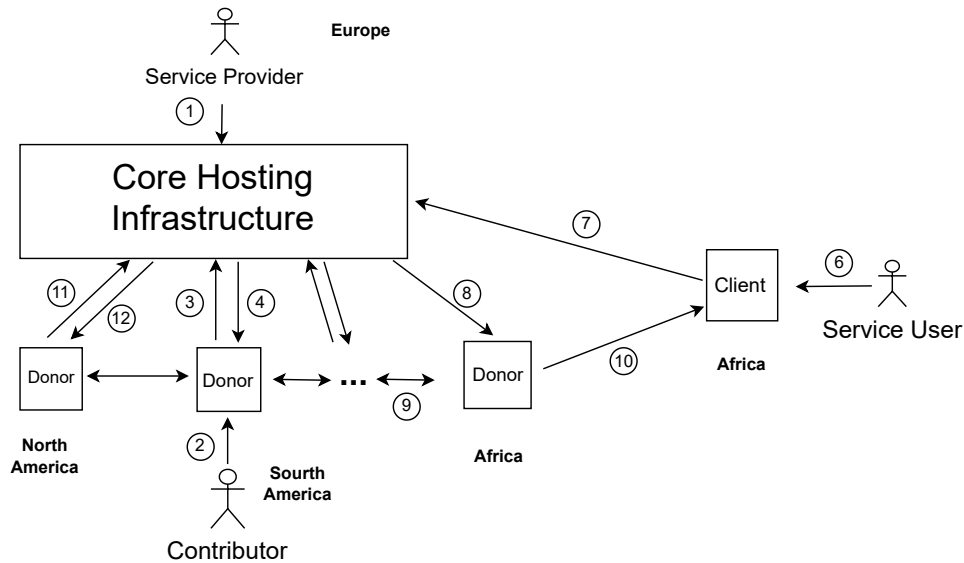 Europe
Service Provider
1
Core Hosting
Infrastructure
7
11
12
3
4
8
6
Client
Service User
10
Africa
Donor
Donor
...
Donor
9
North
America
2
Sourth
America
Africa
Contributor